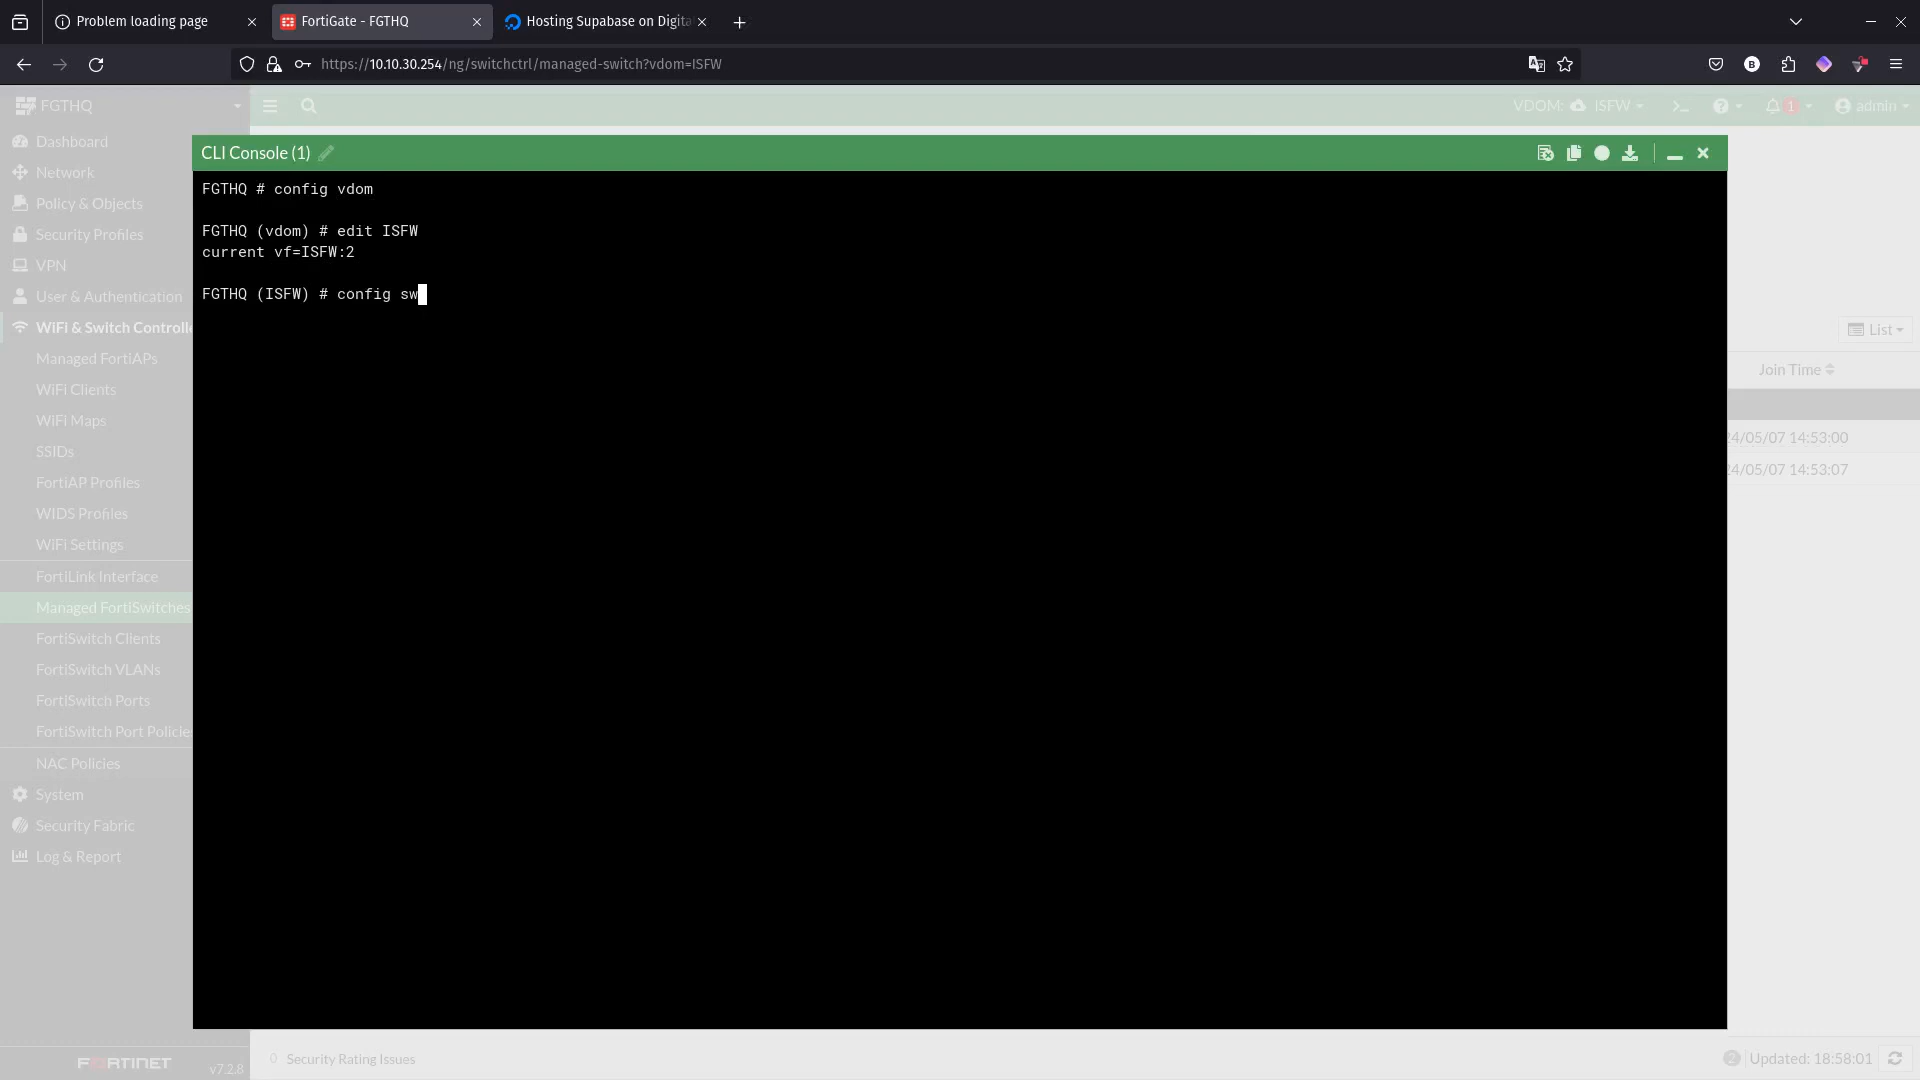 Problem loading page
FortiGate - FGTHQ
Hosting Supabase on Digita
https://10.10.30.254/ng/switchctrl/managed-switch?vdom=ISFW
FGTHQ
VDOM: ISFW
1
admin
CLI Console (1)
Dashboard
Network
Policy & Objects
Security Profiles
VPN
User & Authentication
WiFi & Switch Controlle
Managed FortiAPs
WiFi Clients
WiFi Maps
SSIDs
FortiAP Profiles
WIDS Profiles
WiFi Settings
FortiLink Interface
Managed FortiSwitches
FortiSwitch Clients
FortiSwitch VLANs
FortiSwitch Ports
FortiSwitch Port Policie
NAC Policies
System
Security Fabric
Log & Report
FORTINET v7.2.8
FGTHQ # config vdom
FGTHQ (vdom) # edit ISFW
current vf=ISFW:2
FGTHQ (ISFW) # config sw
List
Join Time
24/05/07 14:53:00
24/05/07 14:53:07
0 Security Rating Issues
2 Updated: 18:58:01